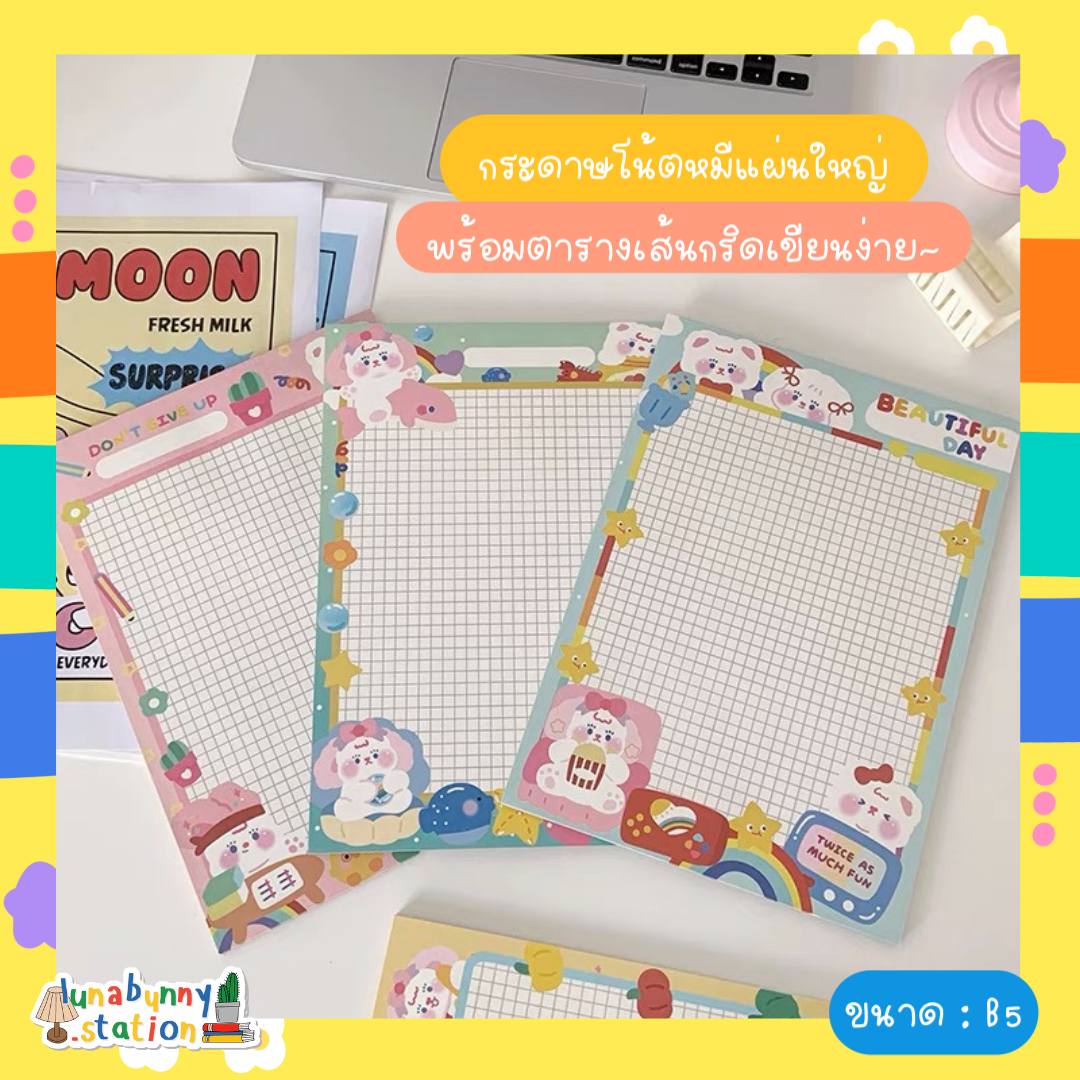 command
option
กระดาษโน้ตหมีแผ่นใหญ่
พร้อมตารางเส้นกริดเขียนง่าย~
MOON
FRESH MILK
SURPRIS
DON'T GIVE UP
BEAUTIFUL
DAY
EVERYD
TWICE AS
MUCH FUN
lunabunny
.station
ขนาด : B5